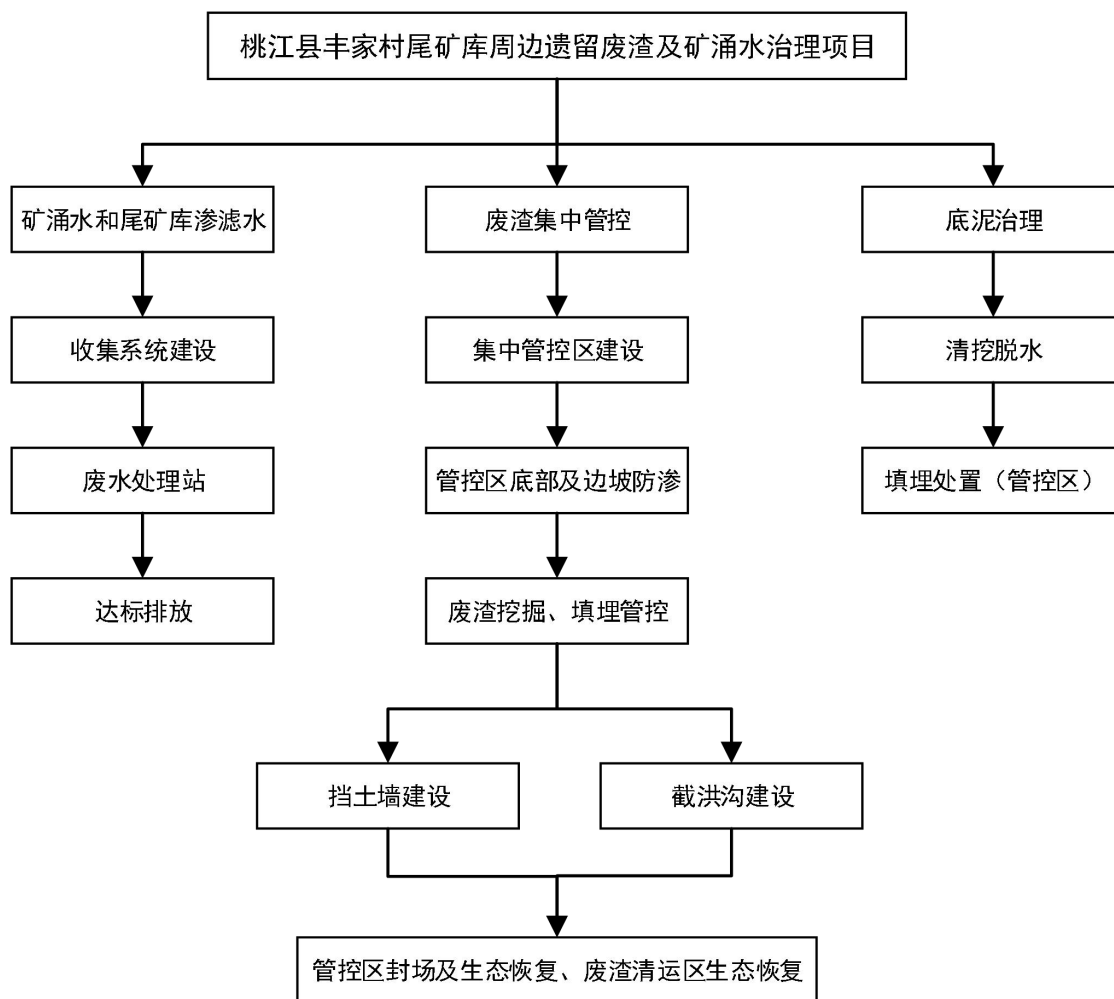 桃江县丰家村尾矿库周边遗留废渣及矿涌水治理项目
矿涌水和尾矿库渗滤水
废渣集中管控
底泥治理
收集系统建设
集中管控区建设
清挖脱水
废水处理站
管控区底部及边坡防渗
填埋处置（管控区）
达标排放
废渣挖掘、填埋管控
挡土墙建设
截洪沟建设
管控区封场及生态恢复、废渣清运区生态恢复